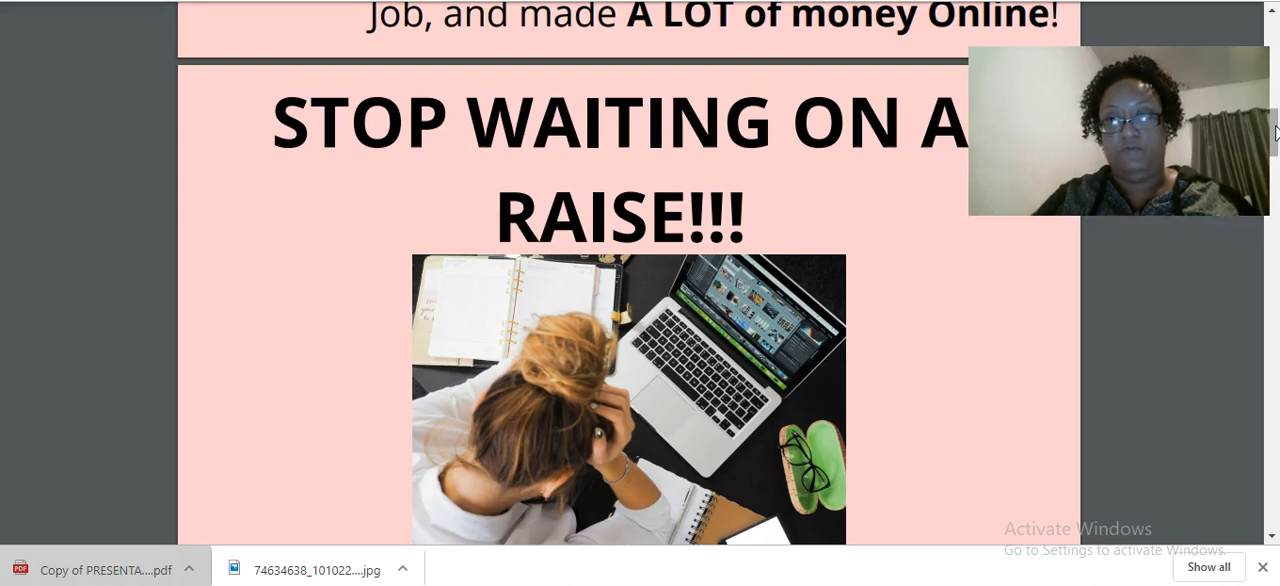 Job, and made A LOT of money Online!
STOP WAITING ON A
RAISE!!!
Activate Windows
Go to Settings to activate Windows.
Copy of PRESENTA....pdf
74634638_101022....jpg
Show all